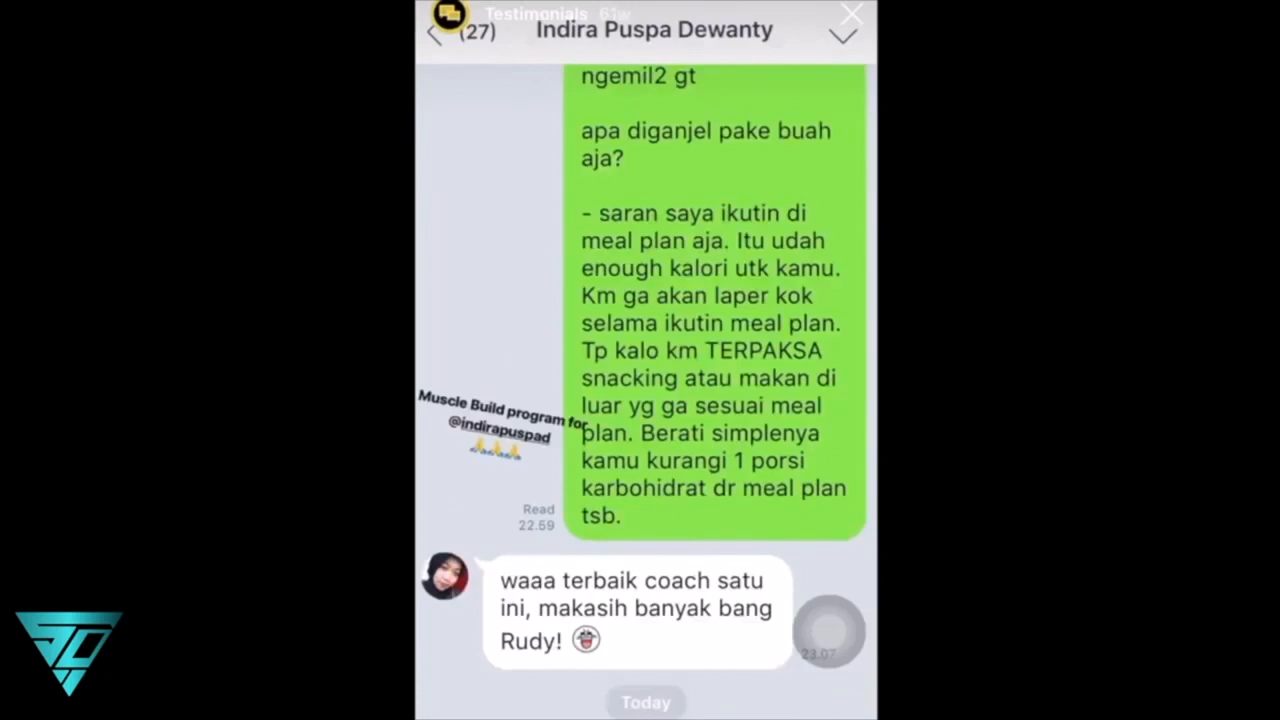 Testimonials 61w
(27)
Indira Puspa Dewanty
ngemil2 gt
apa diganjel pake buah
aja?
- saran saya ikutin di
meal plan aja. Itu udah
enough kalori utk kamu.
Km ga akan laper kok
selama ikutin meal plan.
Tp kalo km TERPAKSA
snacking atau makan di
luar yg ga sesuai meal
plan. Berati simplenya
kamu kurangi 1 porsi
karbohidrat dr meal plan
tsb.
Muscle Build program for
@indirapuspad
Read
22.59
waaa terbaik coach satu
ini, makasih banyak bang
Rudy!
23.07
Today